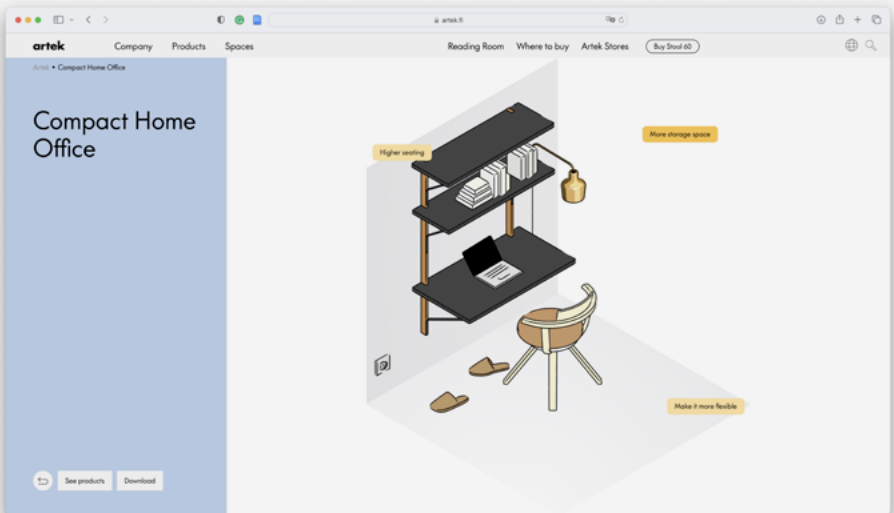 artek.fi
artek
Company
Products
Spaces
Reading Room
Where to buy
Artek Stores
Buy Stool 60
Artek • Compact Home Office
Compact Home
Office
Higher seating
More storage space
Make it more flexible
See products
Download